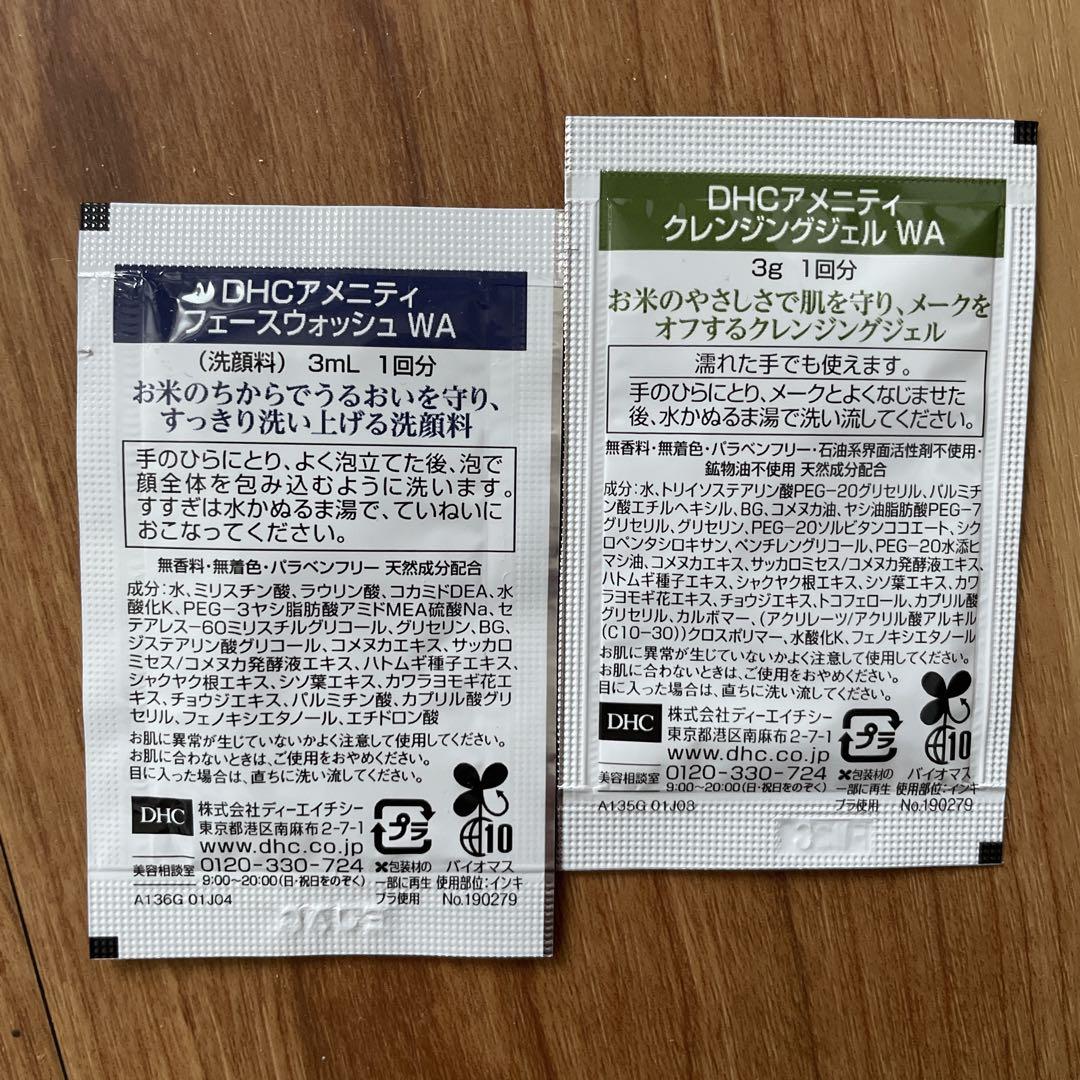 DHCアメニティ
フェースウォッシュ WA
(洗顔料) 3mL 1回分
お米のちからでうるおいを守り、
すっきり洗い上げる洗顔料
手のひらにとり、よく泡立てた後、泡で
顔全体を包み込むように洗います。
すすぎは水かぬるま湯で、ていねいに
おこなってください。
無香料・無着色・パラベンフリー 天然成分配合
成分:水、ミリスチン酸、ラウリン酸、コカミドDEA、水
酸化K、PEG-3ヤシ脂肪酸アミドMEA硫酸Na、セ
テアレス-60ミリスチルグリコール、グリセリン、BG、
ジステアリン酸グリコール、コメヌカエキス、サッカロ
ミセス/コメヌカ発酵液エキス、ハトムギ種子エキス、
シャクヤク根エキス、シソ葉エキス、カワラヨモギ花エ
キス、チョウジエキス、パルミチン酸、カプリル酸グリ
セリル、フェノキシエタノール、エチドロン酸
お肌に異常が生じていないかよく注意して使用してください。
お肌に合わないときは、ご使用をおやめください。
目に入った場合は、直ちに洗い流してください。
DHC 株式会社ディーエイチシー
東京都港区南麻布2-7-1
www.dhc.co.jp
美容相談室 0120-330-724
9:00〜20:00(日・祝日をのぞく)
A136G 01J04
プラ
※包装材の
一部に再生
プラ使用
10
バイオマス
使用部位:インキ
No.190279
DHCアメニティ
クレンジングジェル WA
3g 1回分
お米のやさしさで肌を守り、メークを
オフするクレンジングジェル
濡れた手でも使えます。
手のひらにとり、メークとよくなじませた
後、水かぬるま湯で洗い流してください。
無香料・無着色・パラベンフリー・石油系界面活性剤不使用・
鉱物油不使用 天然成分配合
成分:水、トリイソステアリン酸PEG-20グリセリル、パルミチ
ン酸エチルヘキシル、BG、コメヌカ油、ヤシ油脂肪酸PEG-7
グリセリル、グリセリン、PEG-20ソルビタンココエート、シク
ロペンタシロキサン、ペンチレングリコール、PEG-20水添ヒ
マシ油、コメヌカエキス、サッカロミセス/コメヌカ発酵液エキス、
ハトムギ種子エキス、シャクヤク根エキス、シソ葉エキス、カワ
ラヨモギ花エキス、チョウジエキス、トコフェロール、カプリル酸
グリセリル、カルボマー、(アクリレーツ/アクリル酸アルキル
(C10-30))クロスポリマー、水酸化K、フェノキシエタノール
お肌に異常が生じていないかよく注意して使用してください。
お肌に合わないときは、ご使用をおやめください。
目に入った場合は、直ちに洗い流してください。
DHC 株式会社ディーエイチシー
東京都港区南麻布2-7-1
www.dhc.co.jp
美容相談室 0120-330-724
9:00〜20:00(日・祝日をのぞく)
A135G 01J03
プラ
※包装材の
一部に再生
プラ使用
10
バイオマス
使用部位:インキ
No.190279